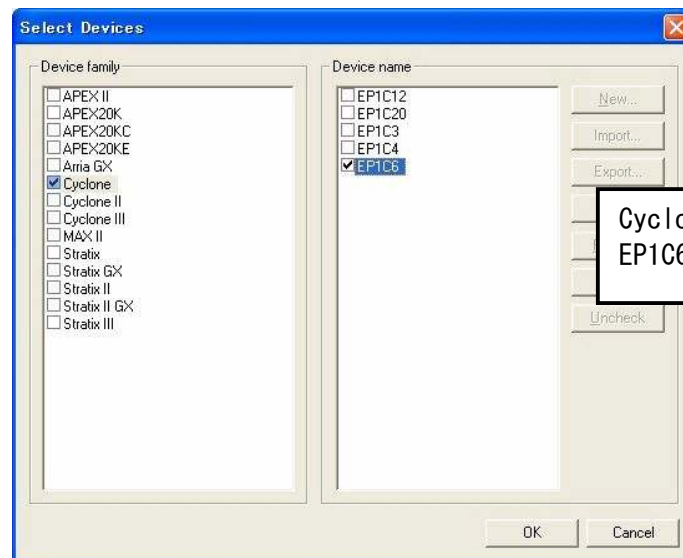 Select Devices
Device family
APEX II
APEX20K
APEX20KC
APEX20KE
Arria GX
Cyclone
Cyclone II
Cyclone III
MAX II
Stratix
Stratix GX
Stratix II
Stratix II GX
Stratix III
Device name
EP1C12
EP1C20
EP1C3
EP1C4
EP1C6
New...
Import...
Export...
Uncheck
EP1C6
OK
Cancel